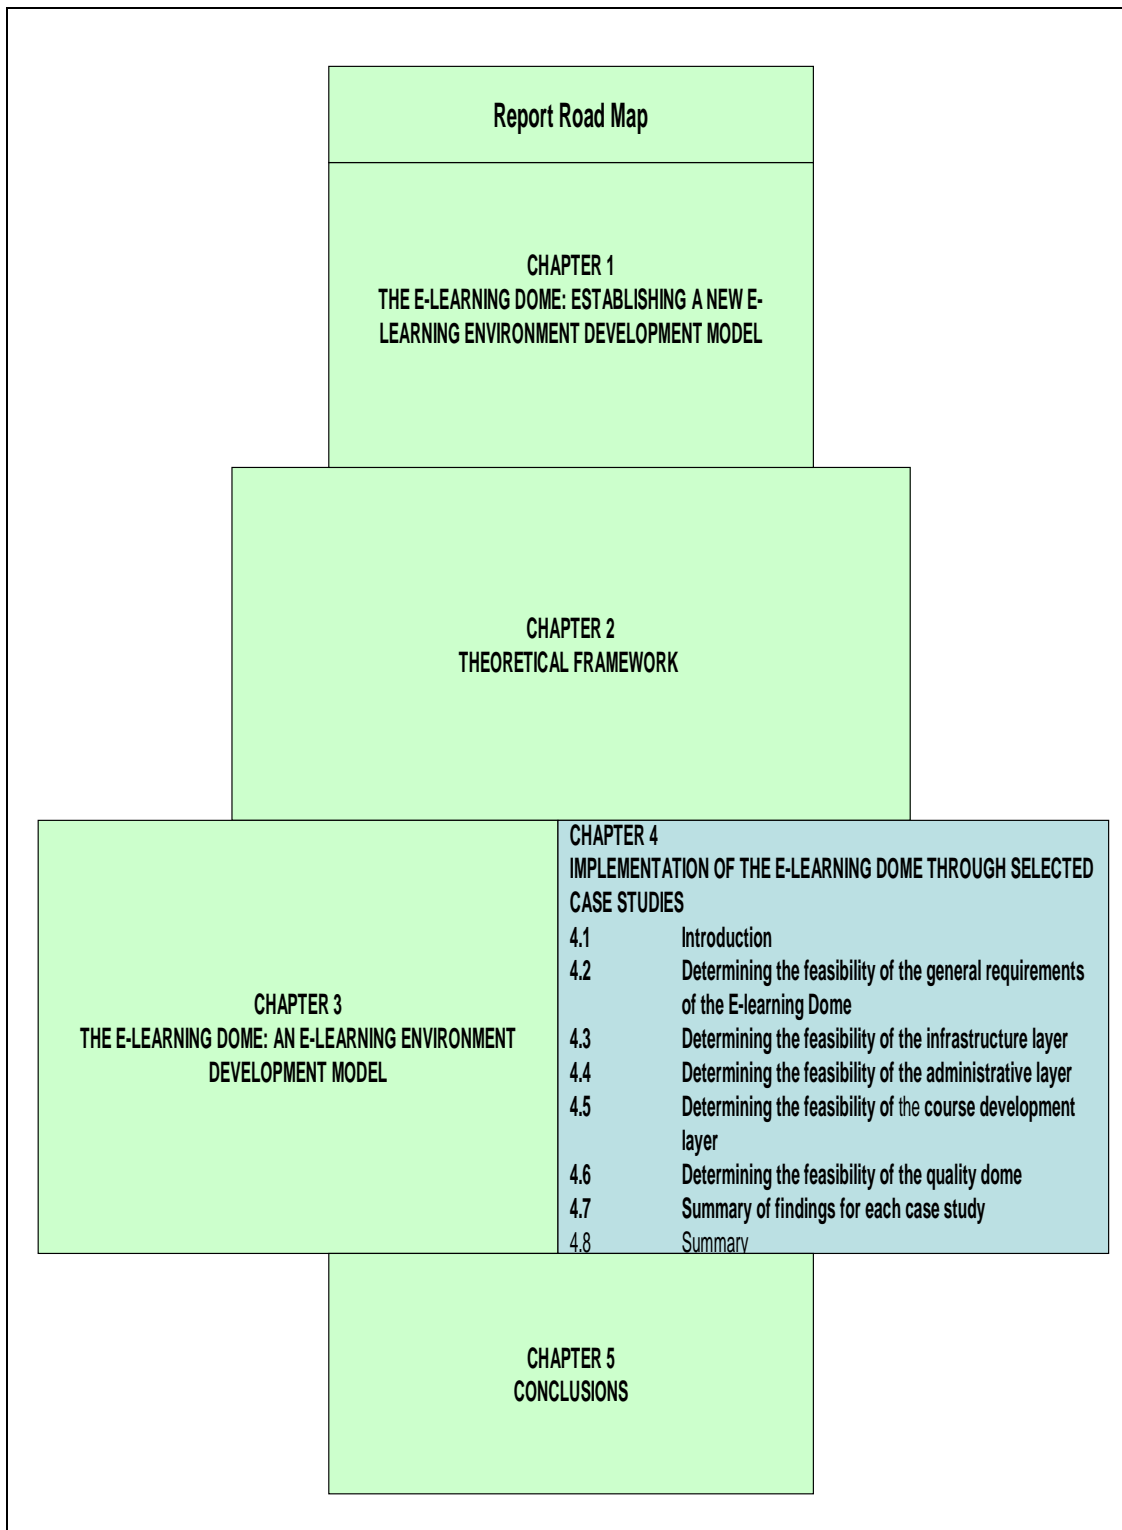 Report Road Map
CHAPTER 1
THE E-LEARNING DOME: ESTABLISHING A NEW E-
LEARNING ENVIRONMENT DEVELOPMENT MODEL
CHAPTER 2
THEORETICAL FRAMEWORK
CHAPTER 3
THE E-LEARNING DOME: AN E-LEARNING ENVIRONMENT
DEVELOPMENT MODEL
CHAPTER 4
IMPLEMENTATION OF THE E-LEARNING DOME THROUGH SELECTED
CASE STUDIES
4.1 Introduction
4.2 Determining the feasibility of the general requirements
of the E-learning Dome
4.3 Determining the feasibility of the infrastructure layer
4.4 Determining the feasibility of the administrative layer
4.5 Determining the feasibility of the course development
layer
4.6 Determining the feasibility of the quality dome
4.7 Summary of findings for each case study
4.8 Summary
CHAPTER 5
CONCLUSIONS